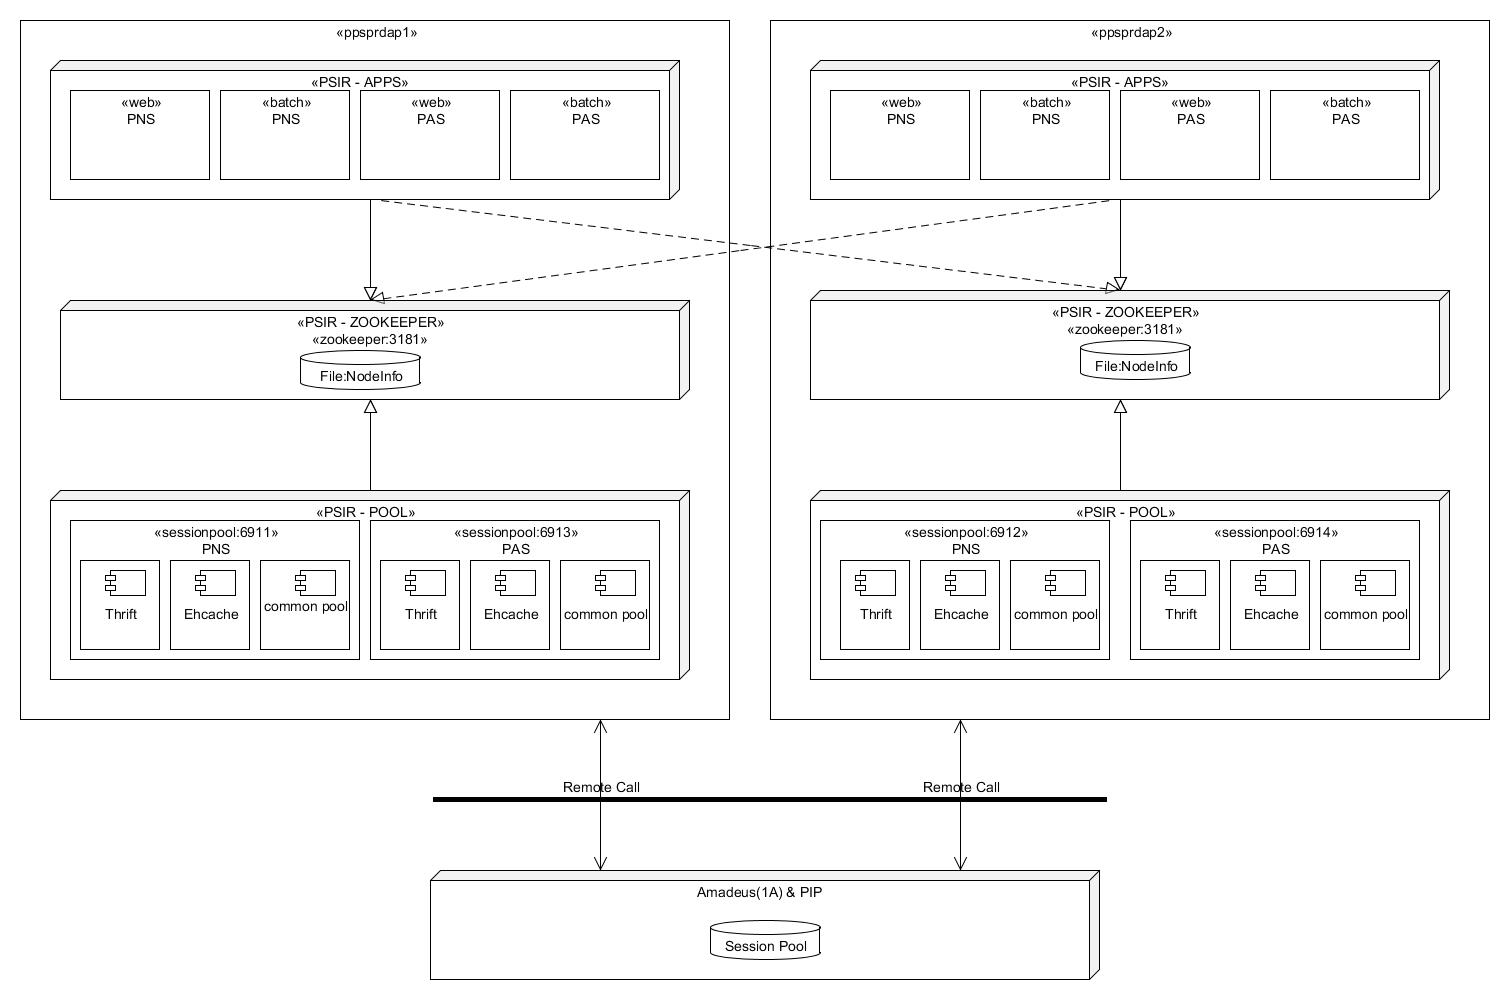 «ppsprdap1»
«PSIR - APPS»
«web»
PNS
«batch»
PNS
«web»
PAS
«batch»
PAS
«PSIR - ZOOKEEPER»
«zookeeper:3181»
File:NodeInfo
«PSIR - POOL»
«sessionpool:6911»
PNS
Thrift
Ehcache
common pool
«sessionpool:6913»
PAS
Thrift
Ehcache
common pool
«ppsprdap2»
«PSIR - APPS»
«web»
PNS
«batch»
PNS
«web»
PAS
«batch»
PAS
«PSIR - ZOOKEEPER»
«zookeeper:3181»
File:NodeInfo
«PSIR - POOL»
«sessionpool:6912»
PNS
Thrift
Ehcache
common pool
«sessionpool:6914»
PAS
Thrift
Ehcache
common pool
Remote Call
Remote Call
Amadeus(1A) & PIP
Session Pool